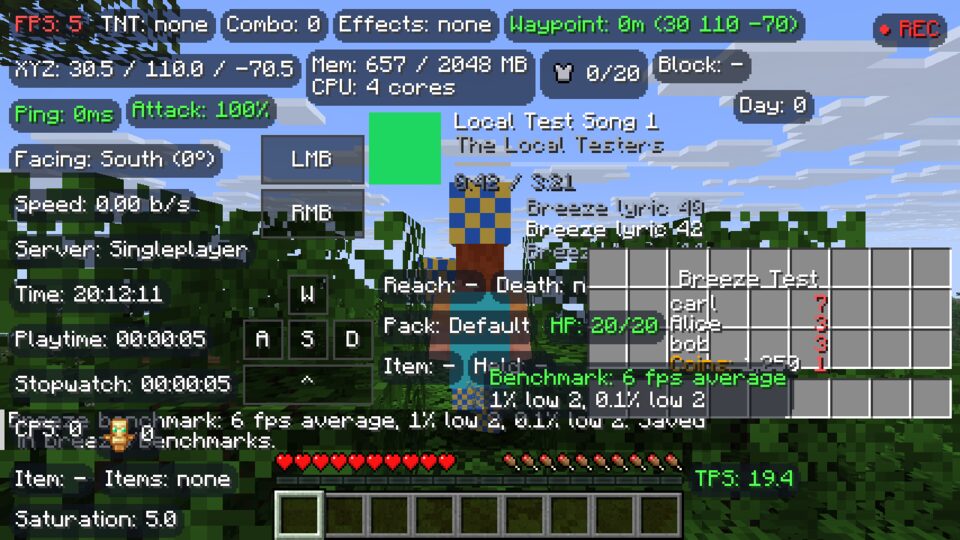 FPS: 5 TNT: none Combo: 0 Effects: none Waypoint: 0m (30 110 -70) REC
XYZ: 30.5 / 110.0 / -70.5 Mem: 657 / 2048 MB
CPU: 4 cores
0/20 Block: -
Ping: 0ms Attack: 100% Day: 0
Local Test Song 1
The Local Testers
0:42 / 3:21
Facing: South (0°) LMB
Speed: 0.00 b/s RMB
Breeze lyric 42
Server: Singleplayer
Breeze Test
carl 7
Alice 3
bob 3
Coins: 1,250 1
Time: 20:12:11 W
Reach: - Death: n
Playtime: 00:00:05 A S D
Pack: Default HP: 20/20
Item: -
Stopwatch: 00:00:05 ^
Benchmark: 6 fps average
1% low 2, 0.1% low 2
Breeze benchmark: 6 fps average, 1% low 2, 0.1% low 2. Saved
in breeze benchmarks.
CPS: 0 0
Item: - Items: none TPS: 19.4
Saturation: 5.0